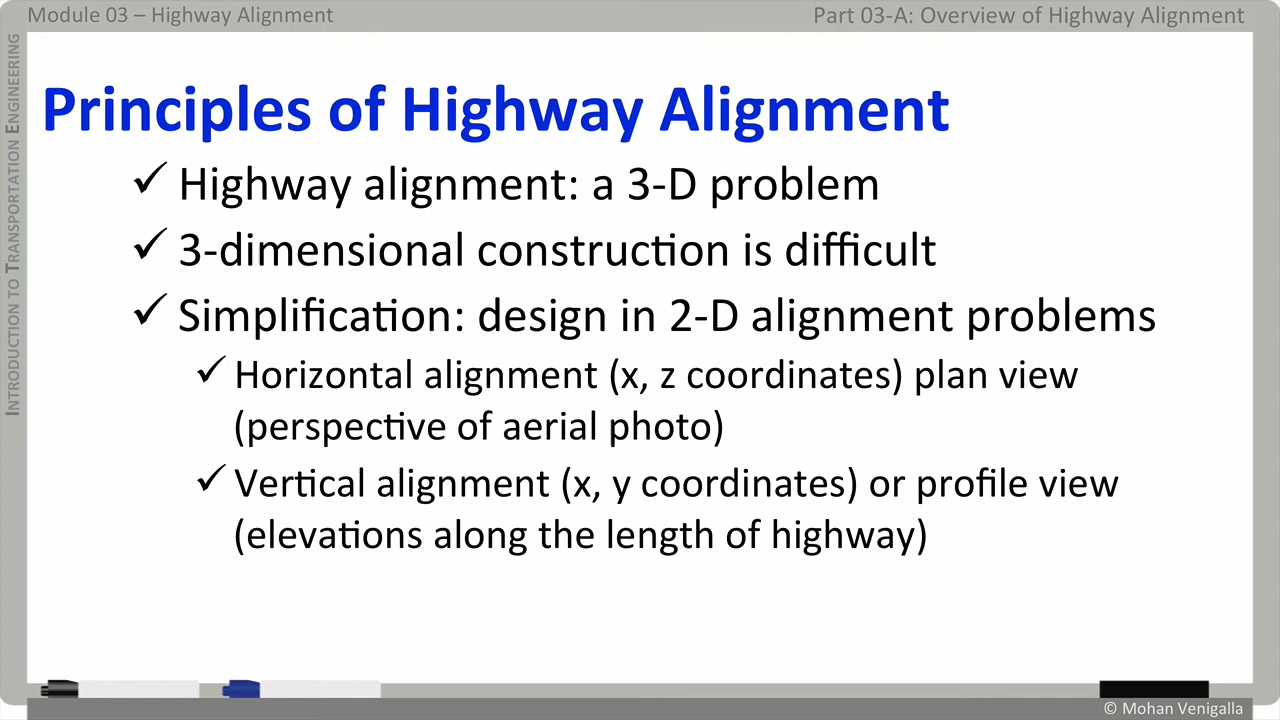 Module 03 – Highway Alignment
Part 03-A: Overview of Highway Alignment
INTRODUCTION TO TRANSPORTATION ENGINEERING
Principles of Highway Alignment
✓ Highway alignment: a 3-D problem
✓ 3-dimensional construction is difficult
✓ Simplification: design in 2-D alignment problems
✓ Horizontal alignment (x, z coordinates) plan view
(perspective of aerial photo)
✓ Vertical alignment (x, y coordinates) or profile view
(elevations along the length of highway)
© Mohan Venigalla